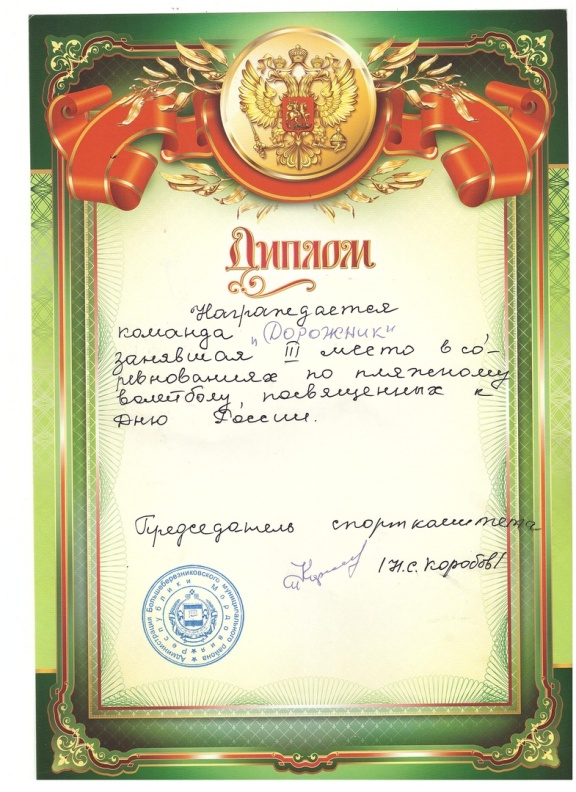 Диплом
Награждается
команда "Дорожник"
занявшая III место в со-
ревнованиях по пляжному
волейболу, посвященных к
Дню России.
Председатель спорткомитета
/Н.С. Коробов/
Администрация Большеберезниковского муниципального района
Республики Мордовия